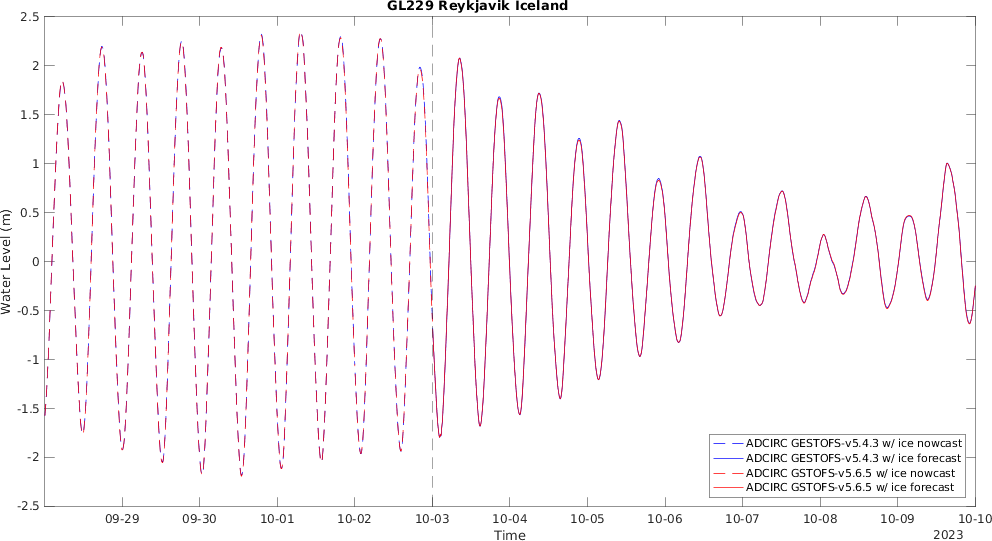 GL229 Reykjavik Iceland
2.5
2
1.5
1
0.5
0
-0.5
-1
-1.5
-2
-2.5
Water Level (m)
09-29 09-30 10-01 10-02 10-03 10-04 10-05 10-06 10-07 10-08 10-09 10-10
Time
2023
ADCIRC GESTOFS-v5.4.3 w/ ice nowcast
ADCIRC GESTOFS-v5.4.3 w/ ice forecast
ADCIRC GSTOFS-v5.6.5 w/ ice nowcast
ADCIRC GSTOFS-v5.6.5 w/ ice forecast